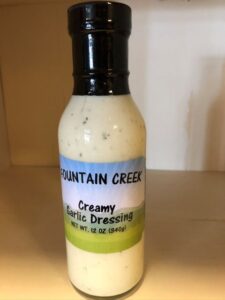 FOUNTAIN CREEK
Creamy
Garlic Dressing
NET WT. 12 OZ (340g)